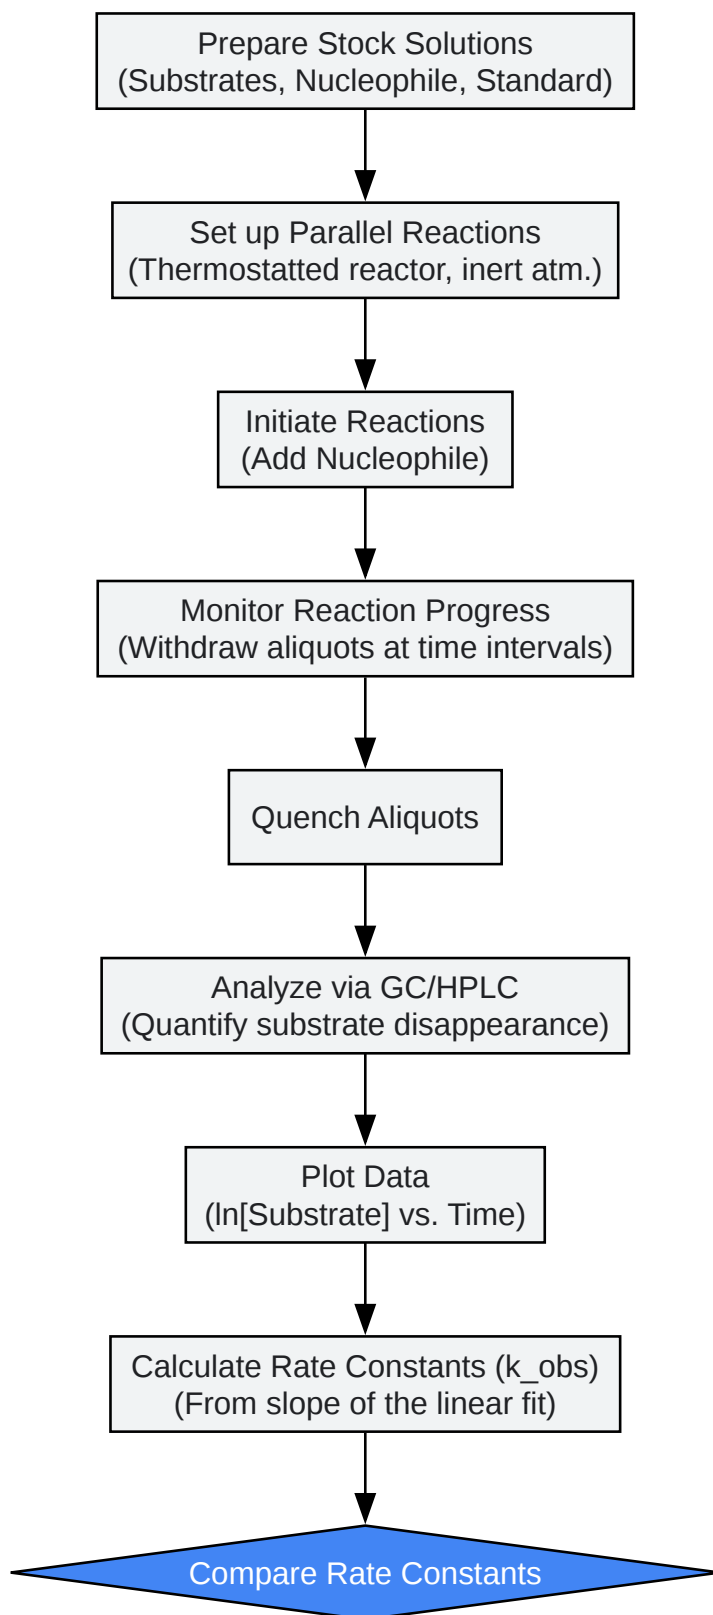 Prepare Stock Solutions
(Substrates, Nucleophile, Standard)
Set up Parallel Reactions
(Thermostatted reactor, inert atm.)
Initiate Reactions
(Add Nucleophile)
Monitor Reaction Progress
(Withdraw aliquots at time intervals)
Quench Aliquots
Analyze via GC/HPLC
(Quantify substrate disappearance)
Plot Data
(ln[Substrate] vs. Time)
Calculate Rate Constants (k_obs)
(From slope of the linear fit)
Compare Rate Constants